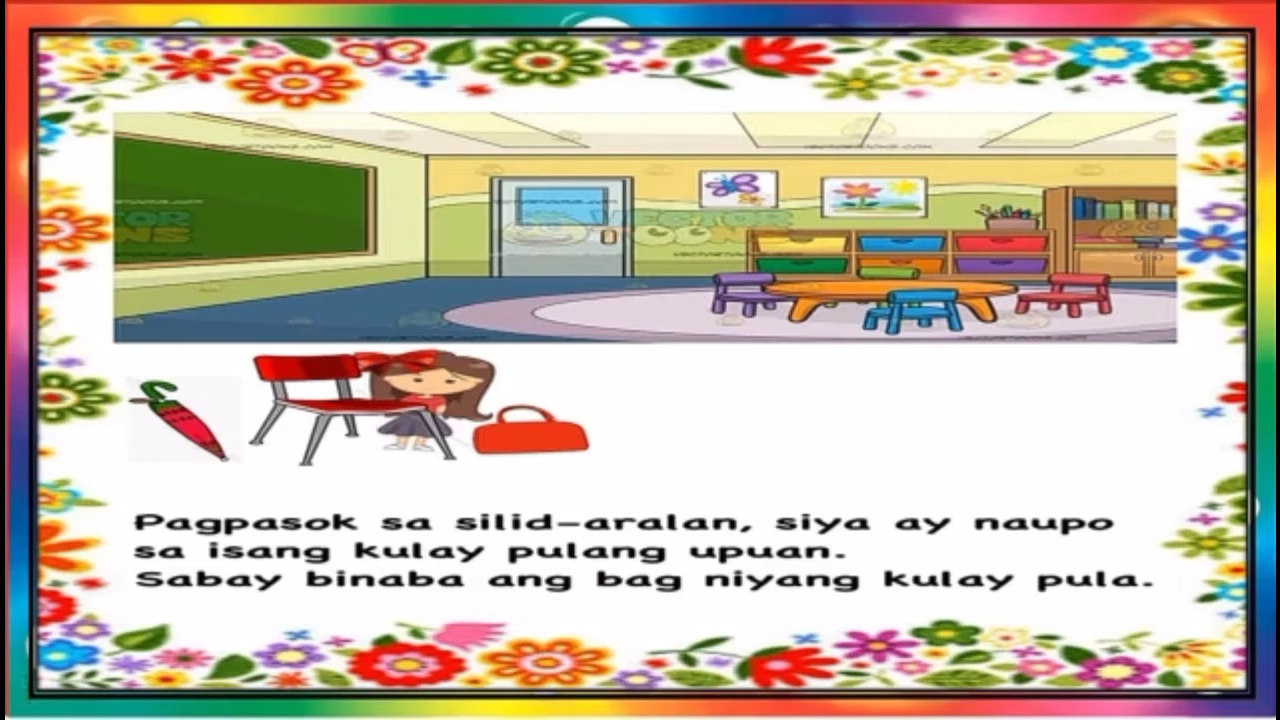 Pagpasok sa silid-aralan, siya ay naupo
sa isang kulay pulang upuan.
Sabay binaba ang bag niyang kulay pula.